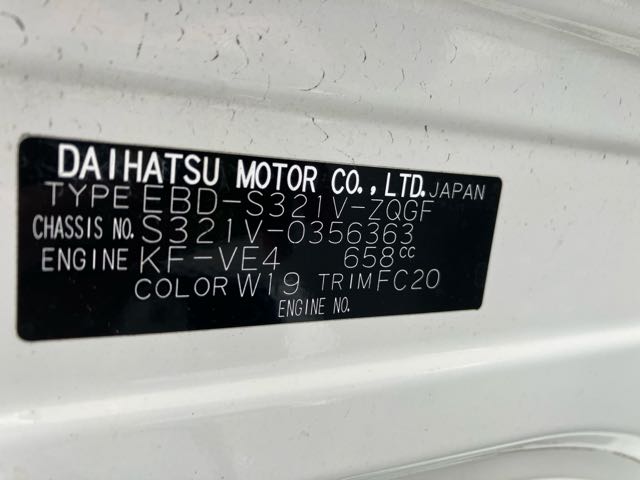 DAIHATSU MOTOR CO., LTD. JAPAN
TYPE EBD-S321V-ZQGF
CHASSIS NO. S321V-0356363
ENGINE KF-VE4 658cc
COLOR W19 TRIM FC20
ENGINE NO.